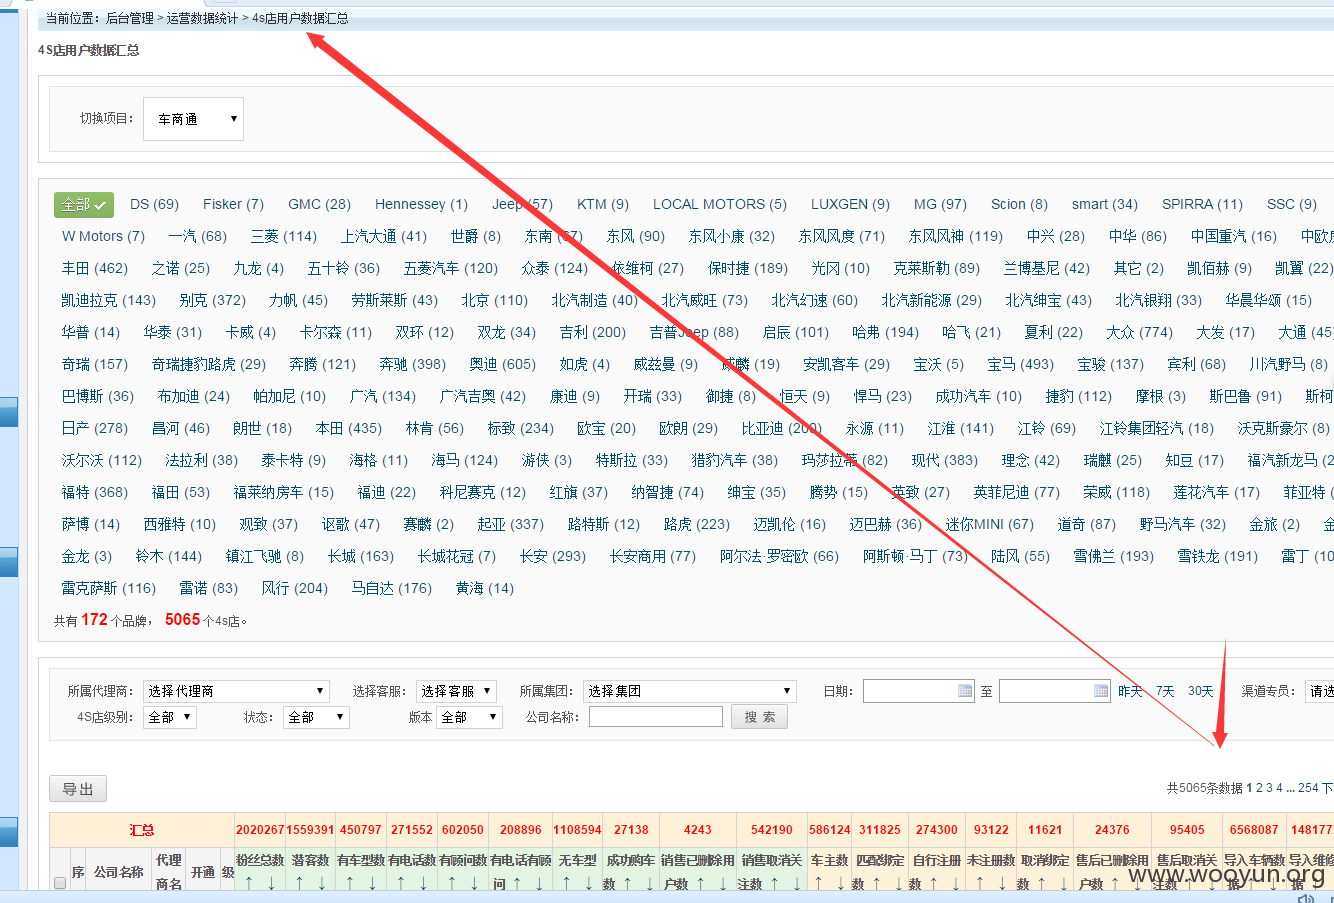 当前位置：后台管理 > 运营数据统计 > 4s店用户数据汇总
4S店用户数据汇总
切换项目： 车商通
全部 DS (69) Fisker (7) GMC (28) Hennessey (1) Jeep (57) KTM (9) LOCAL MOTORS (5) LUXGEN (9) MG (97) Scion (8) smart (34) SPIRRA (11) SSC (9)
W Motors (7) 一汽 (68) 三菱 (114) 上汽大通 (41) 世爵 (8) 东南 (67) 东风 (90) 东风小康 (32) 东风风度 (71) 东风风神 (119) 中兴 (28) 中华 (86) 中国重汽 (16) 中欧
丰田 (462) 之诺 (25) 九龙 (4) 五十铃 (36) 五菱汽车 (120) 众泰 (124) 依维柯 (27) 保时捷 (189) 光冈 (10) 克莱斯勒 (89) 兰博基尼 (42) 其它 (2) 凯佰赫 (9) 凯翼 (22)
凯迪拉克 (143) 别克 (372) 力帆 (45) 劳斯莱斯 (43) 北京 (110) 北汽制造 (40) 北汽威旺 (73) 北汽幻速 (60) 北汽新能源 (29) 北汽绅宝 (43) 北汽银翔 (33) 华晨华颂 (15)
华普 (14) 华泰 (31) 卡威 (4) 卡尔森 (11) 双环 (12) 双龙 (34) 吉利 (200) 吉普Jeep (88) 启辰 (101) 哈弗 (194) 哈飞 (21) 夏利 (22) 大众 (774) 大发 (17) 大通 (45
奇瑞 (157) 奇瑞捷豹路虎 (29) 奔腾 (121) 奔驰 (398) 奥迪 (605) 如虎 (4) 威兹曼 (9) 威麟 (19) 安凯客车 (29) 宝沃 (5) 宝马 (493) 宝骏 (137) 宾利 (68) 川汽野马 (8)
巴博斯 (36) 布加迪 (24) 帕加尼 (10) 广汽 (134) 广汽吉奥 (42) 康迪 (9) 开瑞 (33) 御捷 (8) 恒天 (9) 悍马 (23) 成功汽车 (10) 捷豹 (112) 摩根 (3) 斯巴鲁 (91) 斯柯
日产 (278) 昌河 (46) 朗世 (18) 本田 (435) 林肯 (56) 标致 (234) 欧宝 (20) 欧朗 (29) 比亚迪 (200) 永源 (11) 江淮 (141) 江铃 (69) 江铃集团轻汽 (18) 沃克斯豪尔 (8)
沃尔沃 (112) 法拉利 (38) 泰卡特 (9) 海格 (11) 海马 (124) 游侠 (3) 特斯拉 (33) 猎豹汽车 (38) 玛莎拉蒂 (82) 现代 (383) 理念 (42) 瑞麒 (25) 知豆 (17) 福汽新龙马 (2
福特 (368) 福田 (53) 福莱纳房车 (15) 福迪 (22) 科尼赛克 (12) 红旗 (37) 纳智捷 (74) 绅宝 (35) 腾势 (15) 英致 (27) 英菲尼迪 (77) 荣威 (118) 莲花汽车 (17) 菲亚特 (
萨博 (14) 西雅特 (10) 观致 (37) 讴歌 (47) 赛麟 (2) 起亚 (337) 路特斯 (12) 路虎 (223) 迈凯伦 (16) 迈巴赫 (36) 迷你MINI (67) 道奇 (87) 野马汽车 (32) 金旅 (2) 金
金龙 (3) 铃木 (144) 镇江飞驰 (8) 长城 (163) 长城花冠 (7) 长安 (293) 长安商用 (77) 阿尔法·罗密欧 (66) 阿斯顿·马丁 (73) 陆风 (55) 雪佛兰 (193) 雪铁龙 (191) 雷丁 (10
雷克萨斯 (116) 雷诺 (83) 风行 (204) 马自达 (176) 黄海 (14)
共有 172 个品牌， 5065 个4s店。
所属代理商： 选择代理商 选择客服： 选择客服 所属集团： 选择集团 日期： 至 昨天 7天 30天 渠道专员： 请选
4S店级别： 全部 状态： 全部 版本 全部 公司名称： 搜 索
导出 共5065条数据 1 2 3 4 ... 254 下
汇总 2020267 1559391 450797 271552 602050 208896 1108594 27138 4243 542190 586124 311825 274300 93122 11621 24376 95405 6568087 148177
序 公司名称 代理商名 开通 级 粉丝总数 ↑ ↓ 潜客数 ↑ ↓ 有车型数 ↑ ↓ 有电话数 ↑ ↓ 有顾问数 ↑ ↓ 有电话有顾问 ↑ ↓ 无车型 ↑ ↓ 成功购车数 ↑ ↓ 销售已删除用户数 ↑ ↓ 销售取消关注数 ↑ ↓ 车主数 ↑ ↓ 匹配绑定数 ↑ ↓ 自行注册数 ↑ ↓ 未注册数 ↑ ↓ 取消绑定数 ↑ ↓ 售后已删除用户数 ↑ ↓ 售后取消关注数 ↑ ↓ 导入车辆数据 导入维修
www.wooyun.org